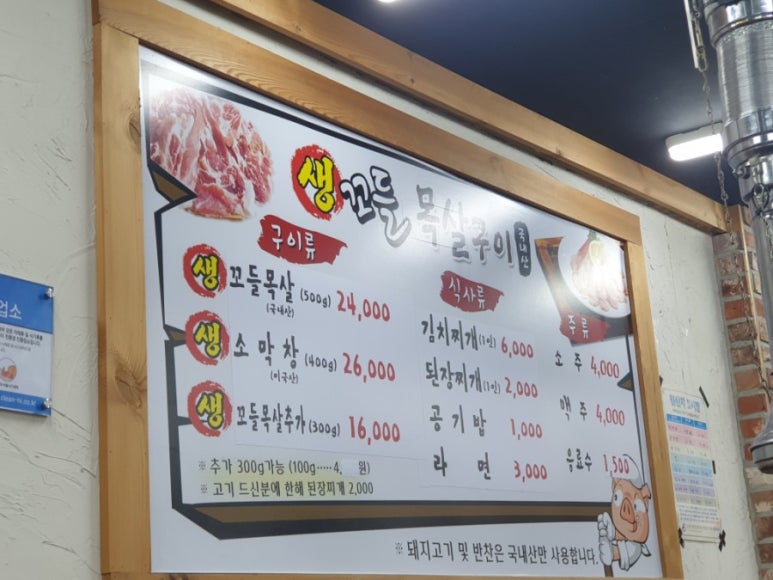 생 꼬들 목살구이 국내산
구이류
생 꼬들목살 (500g) 24,000
(국내산)
생 소 막 창 (400g) 26,000
(미국산)
생 꼬들목살추가 (300g) 16,000
※ 추가 300g가능 (100g·····4, 원)
※ 고기 드신분에 한해 된장찌개 2,000
식사류
김치찌개(1인) 6,000
된장찌개(1인) 2,000
공 기 밥 1,000
라 면 3,000
주 류
소 주 4,000
맥 주 4,000
음료수 1,500
※ 돼지고기 및 반찬은 국내산만 사용합니다.
업소